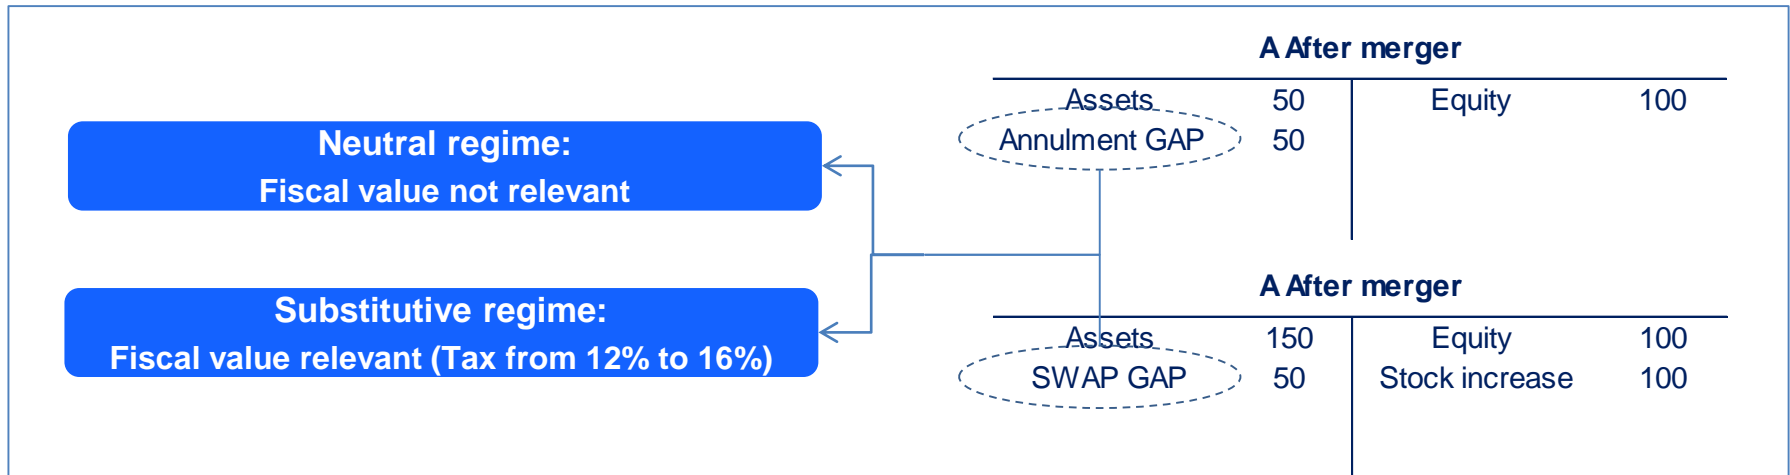 Neutral regime:
Fiscal value not relevant
Substitutive regime:
Fiscal value relevant (Tax from 12% to 16%)
A After merger
Assets 50 Equity 100
Annulment GAP 50
A After merger
Assets 150 Equity 100
SWAP GAP 50 Stock increase 100